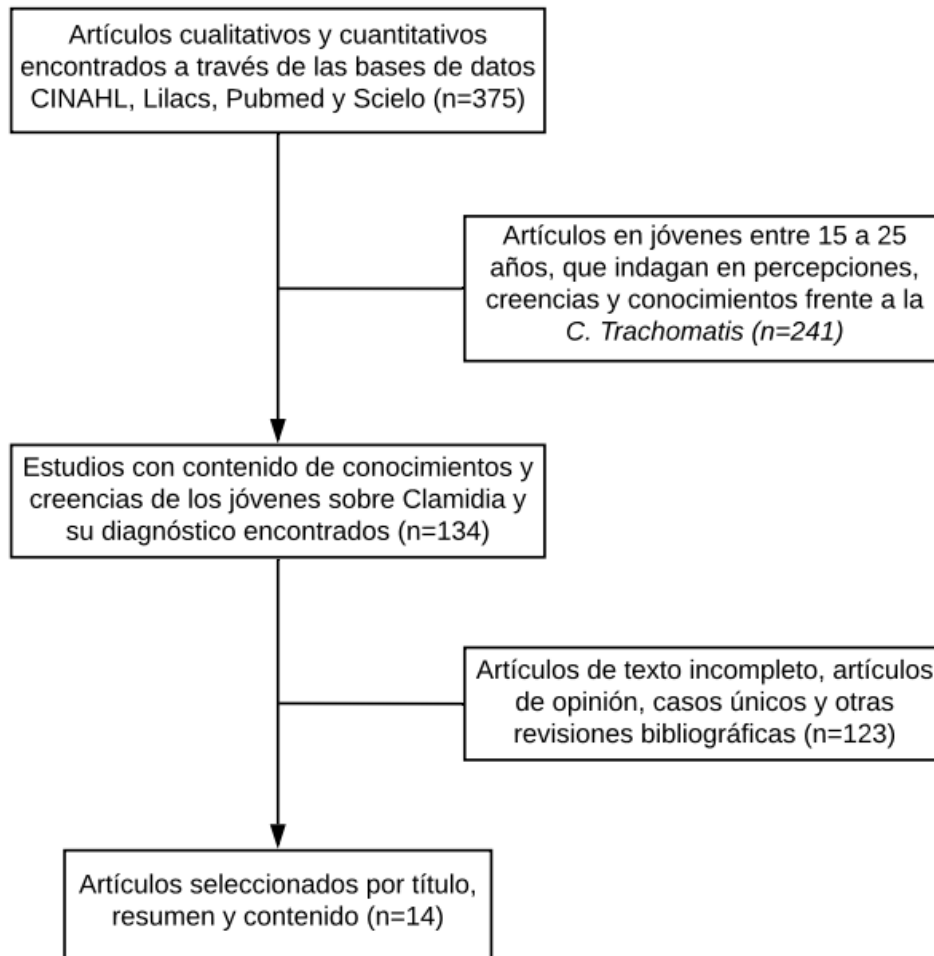 Artículos cualitativos y cuantitativos
encontrados a través de las bases de datos
CINAHL, Lilacs, Pubmed y Scielo (n=375)
Artículos en jóvenes entre 15 a 25
años, que indagan en percepciones,
creencias y conocimientos frente a la
C. Trachomatis (n=241)
Estudios con contenido de conocimientos y
creencias de los jóvenes sobre Clamidia y
su diagnóstico encontrados (n=134)
Artículos de texto incompleto, artículos
de opinión, casos únicos y otras
revisiones bibliográficas (n=123)
Artículos seleccionados por título,
resumen y contenido (n=14)